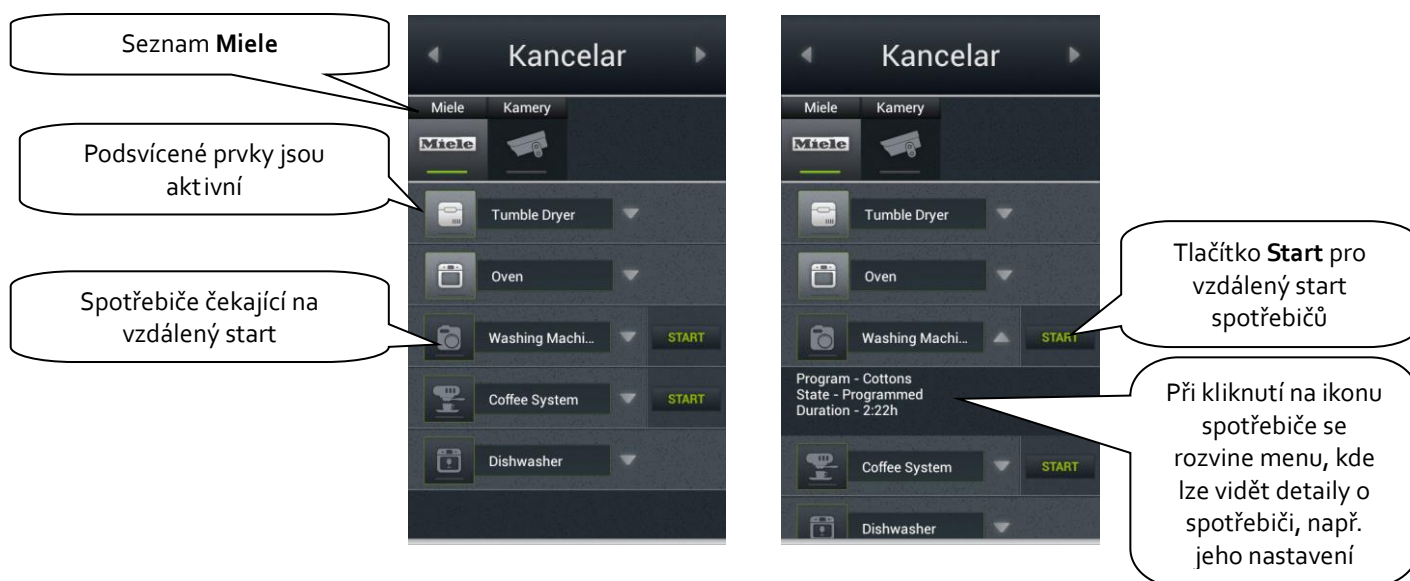 Seznam Miele
Podsvícené prvky jsou
aktivní
Spotřebiče čekající na
vzdálený start
Kancelar
Miele Kamery
Miele
Tumble Dryer
Oven
Washing Machi... START
Coffee System START
Dishwasher
Kancelar
Miele Kamery
Miele
Tumble Dryer
Oven
Washing Machi... START
Program - Cottons
State - Programmed
Duration - 2:22h
Coffee System START
Dishwasher
Tlačítko Start pro
vzdálený start
spotřebičů
Při kliknutí na ikonu
spotřebiče se
rozvine menu, kde
lze vidět detaily o
spotřebiči, např.
jeho nastavení